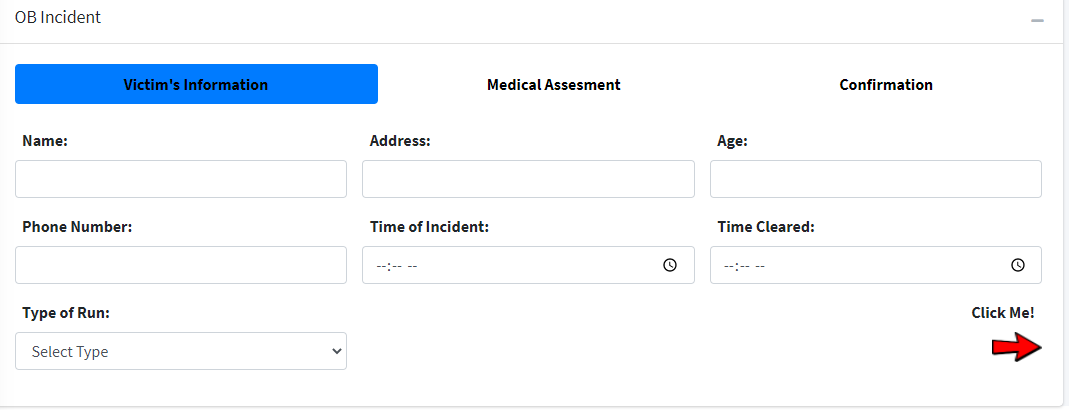 OB Incident
Victim's Information Medical Assesment Confirmation
Name: Address: Age:
Phone Number: Time of Incident: Time Cleared:
--:-- -- --:-- --
Type of Run: Click Me!
Select Type